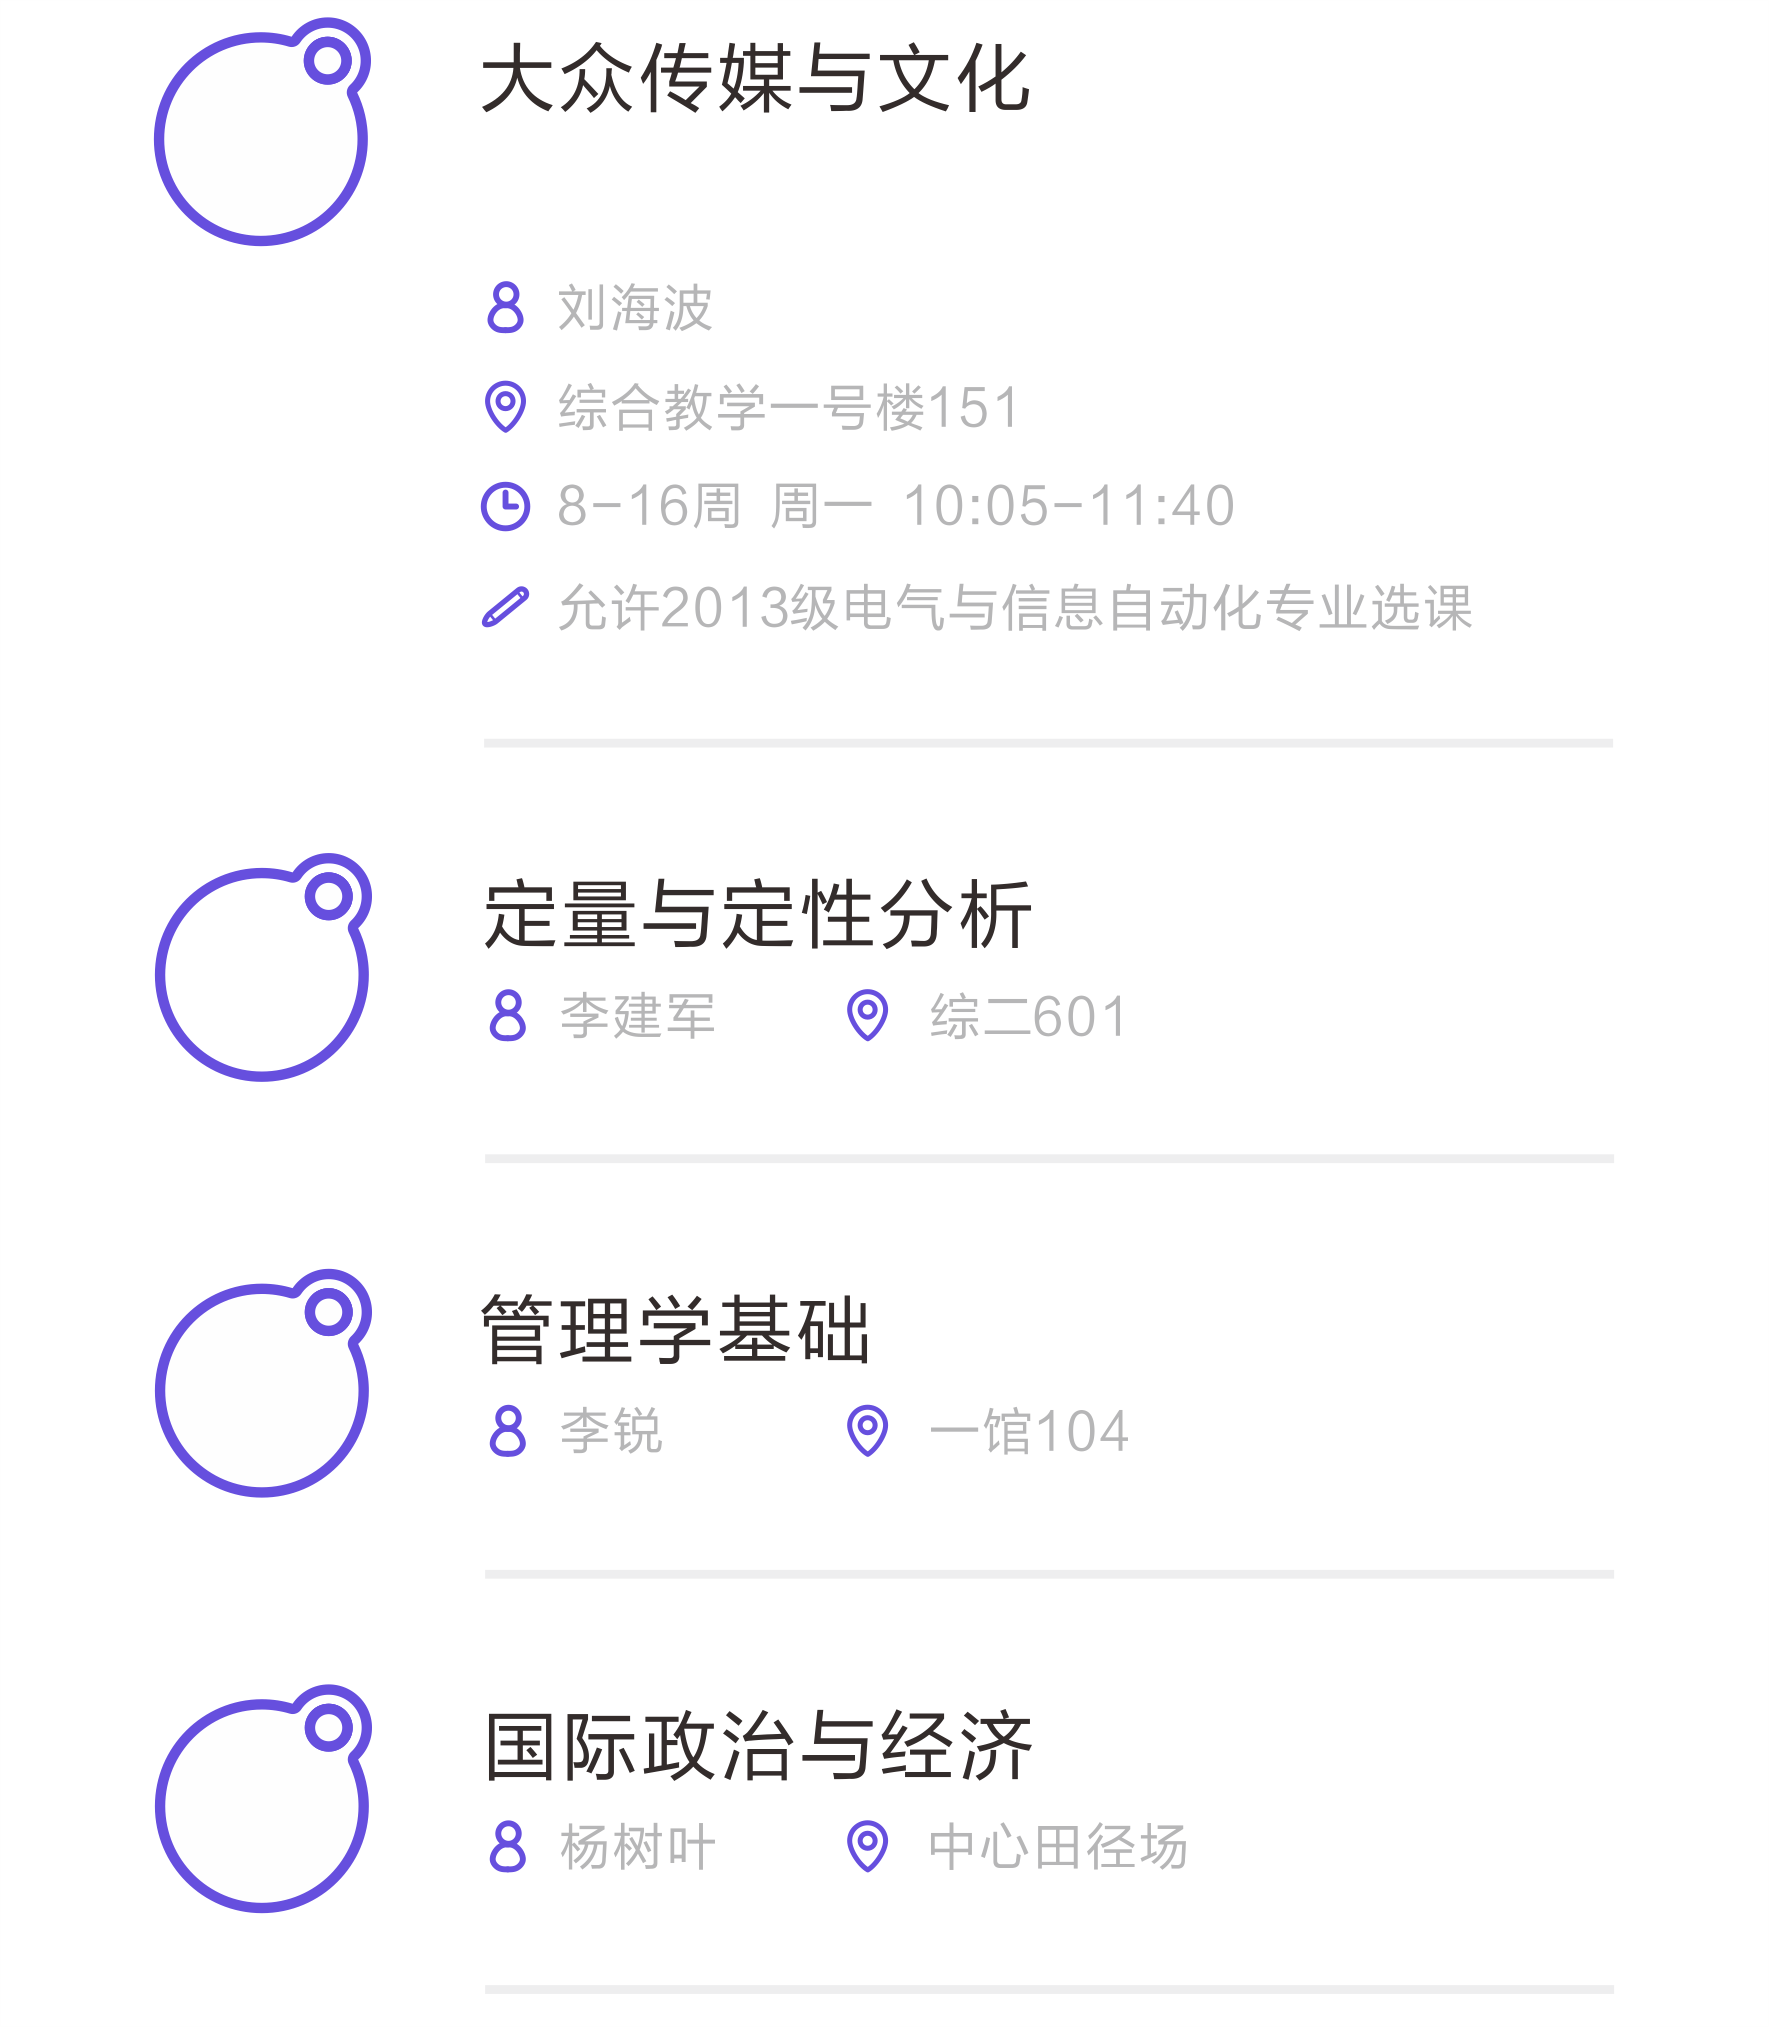 大众传媒与文化
刘海波
综合教学一号楼151
8-16周 周一 10:05-11:40
允许2013级电气与信息自动化专业选课
定量与定性分析
李建军 综二601
管理学基础
李锐 一馆104
国际政治与经济
杨树叶 中心田径场